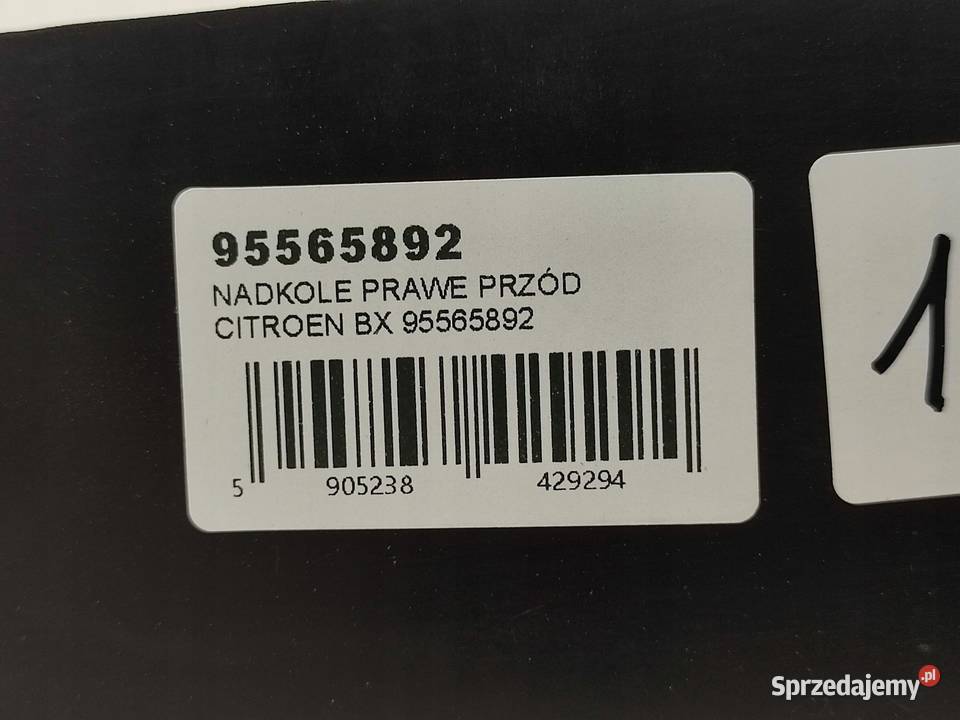 95565892
NADKOLE PRAWE PRZÓD
CITROEN BX 95565892
5 905238 429294
1
Sprzedajemy.pl